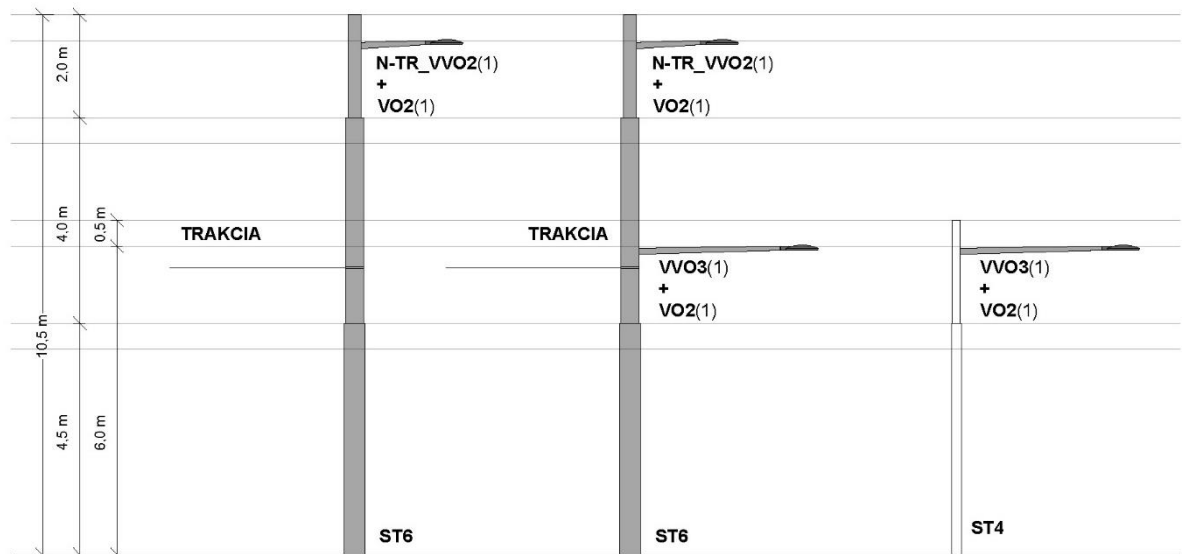 2.0 m
4.0 m
0.5 m
10,5 m
4.5 m
6.0 m
N-TR_VVO2(1)
+
VO2(1)
TRAKCIA
ST6
N-TR_VVO2(1)
+
VO2(1)
TRAKCIA
VVO3(1)
+
VO2(1)
ST6
VVO3(1)
+
VO2(1)
ST4